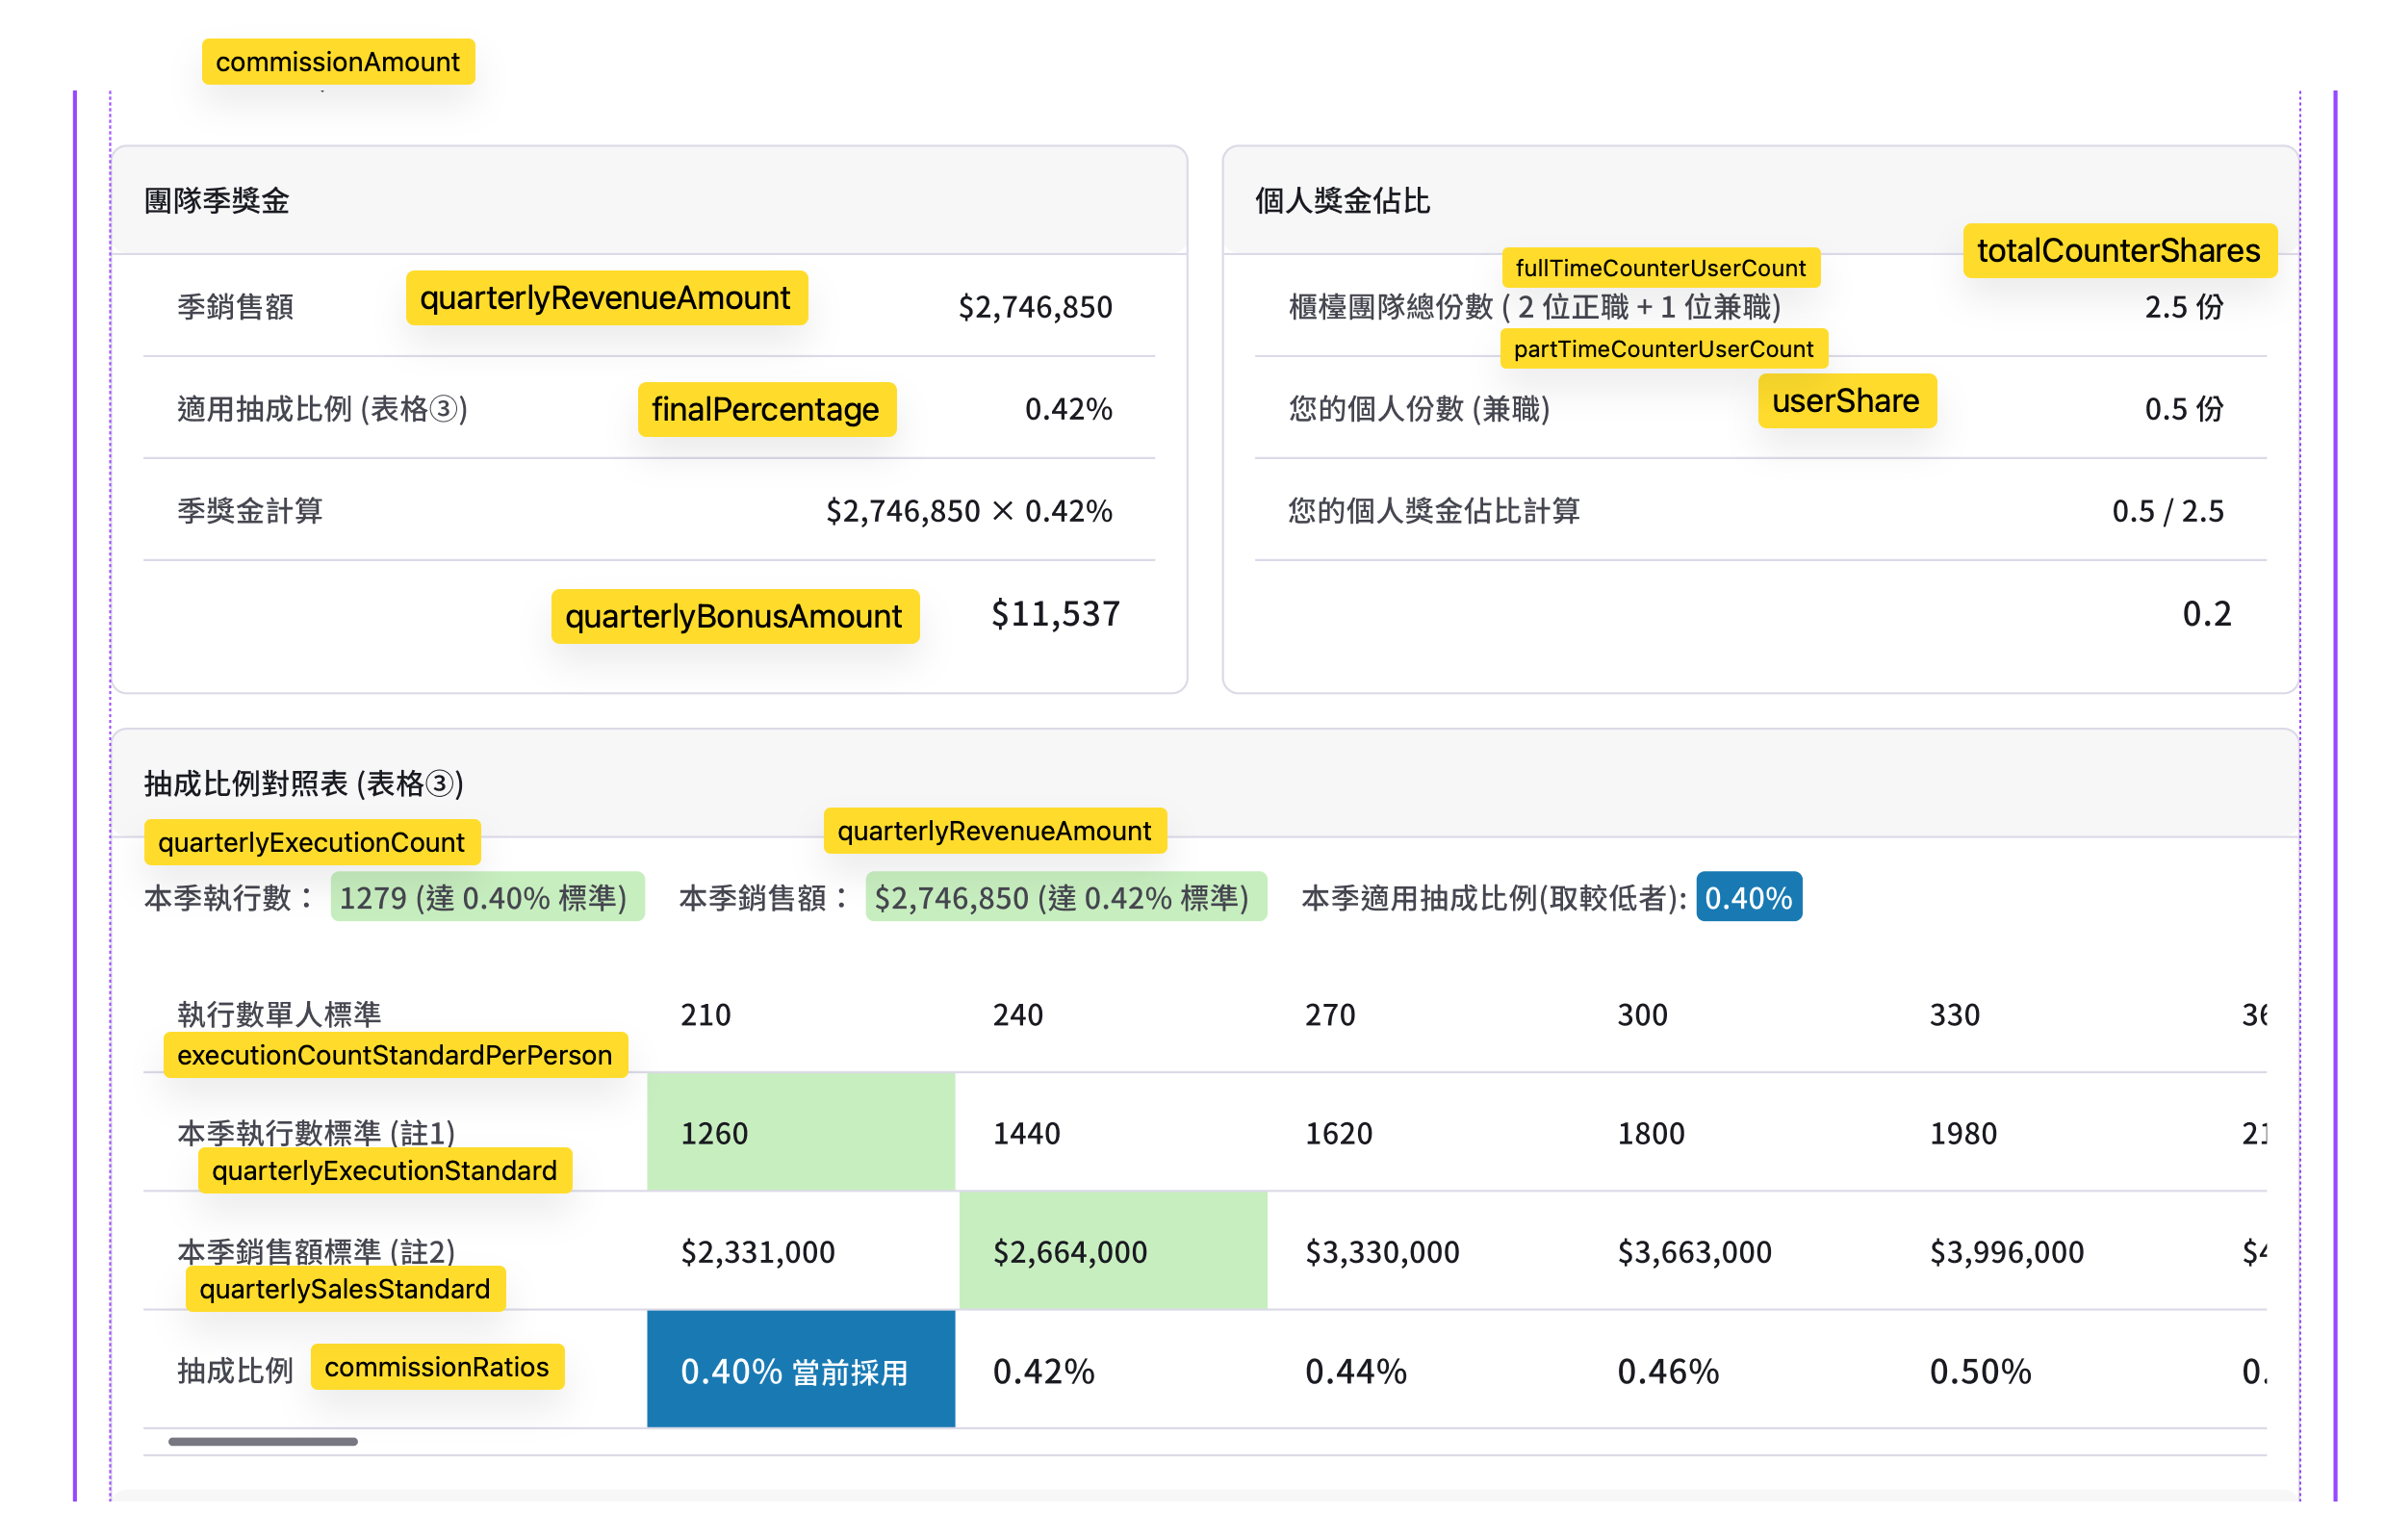 commissionAmount
團隊季獎金
個人獎金佔比
totalCounterShares
fullTimeCounterUserCount
季銷售額
quarterlyRevenueAmount
$2,746,850
櫃檯團隊總份數 ( 2 位正職 + 1 位兼職)
2.5 份
partTimeCounterUserCount
適用抽成比例 (表格③)
finalPercentage
0.42%
您的個人份數 (兼職)
userShare
0.5 份
季獎金計算
$2,746,850 × 0.42%
您的個人獎金佔比計算
0.5 / 2.5
quarterlyBonusAmount
$11,537
0.2
抽成比例對照表 (表格③)
quarterlyExecutionCount
quarterlyRevenueAmount
本季執行數： 1279 (達 0.40% 標準)
本季銷售額： $2,746,850 (達 0.42% 標準)
本季適用抽成比例(取較低者): 0.40%
執行數單人標準 210 240 270 300 330
executionCountStandardPerPerson
本季執行數標準 (註1) 1260 1440 1620 1800 1980
quarterlyExecutionStandard
本季銷售額標準 (註2) $2,331,000 $2,664,000 $3,330,000 $3,663,000 $3,996,000
quarterlySalesStandard
抽成比例 commissionRatios 0.40% 當前採用 0.42% 0.44% 0.46% 0.50%